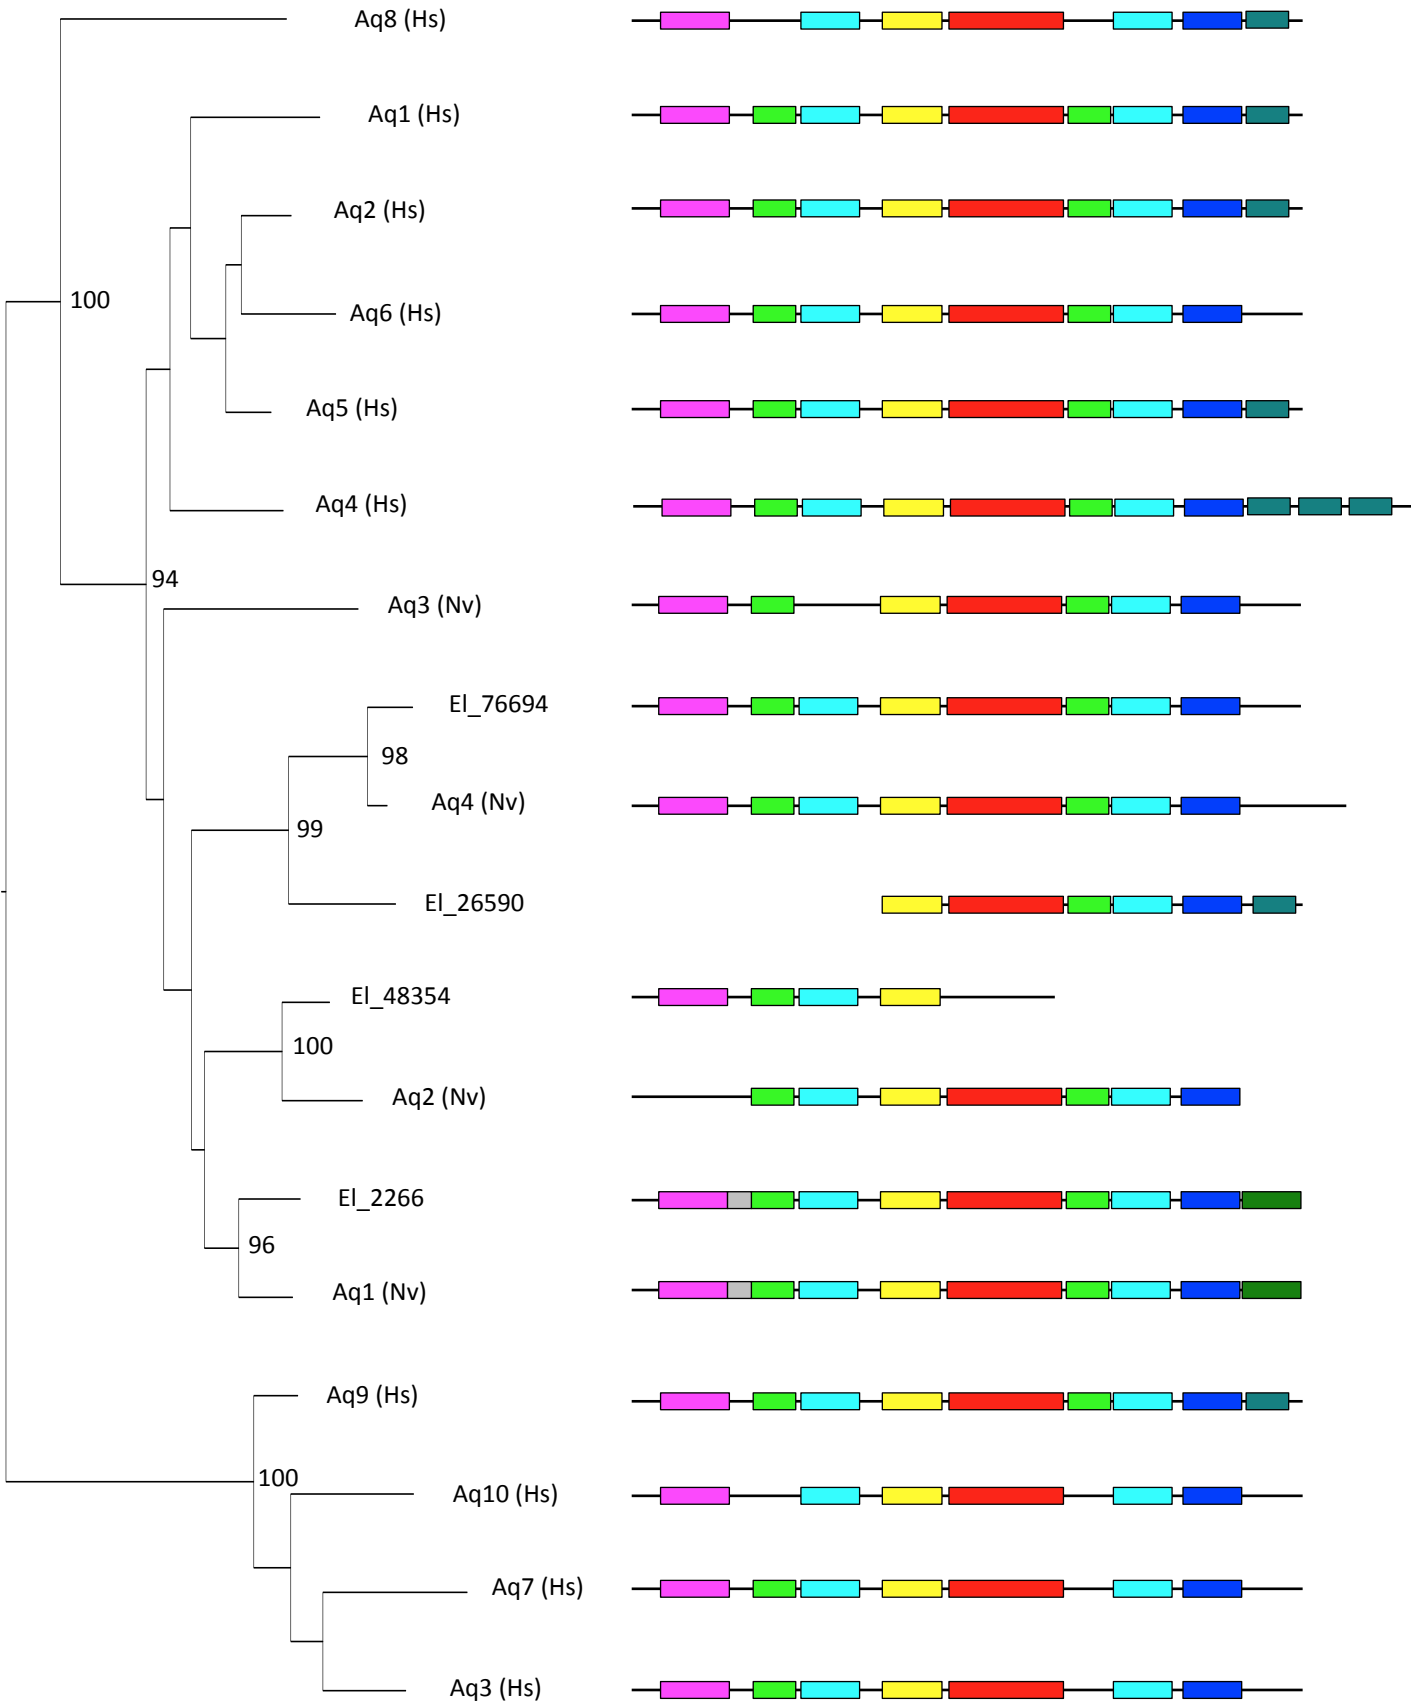 Aq8 (Hs)
Aq1 (Hs)
Aq2 (Hs)
100
Aq6 (Hs)
Aq5 (Hs)
Aq4 (Hs)
94
Aq3 (Nv)
El_76694
98
Aq4 (Nv)
99
El_26590
El_48354
100
Aq2 (Nv)
El_2266
96
Aq1 (Nv)
Aq9 (Hs)
100
Aq10 (Hs)
Aq7 (Hs)
Aq3 (Hs)